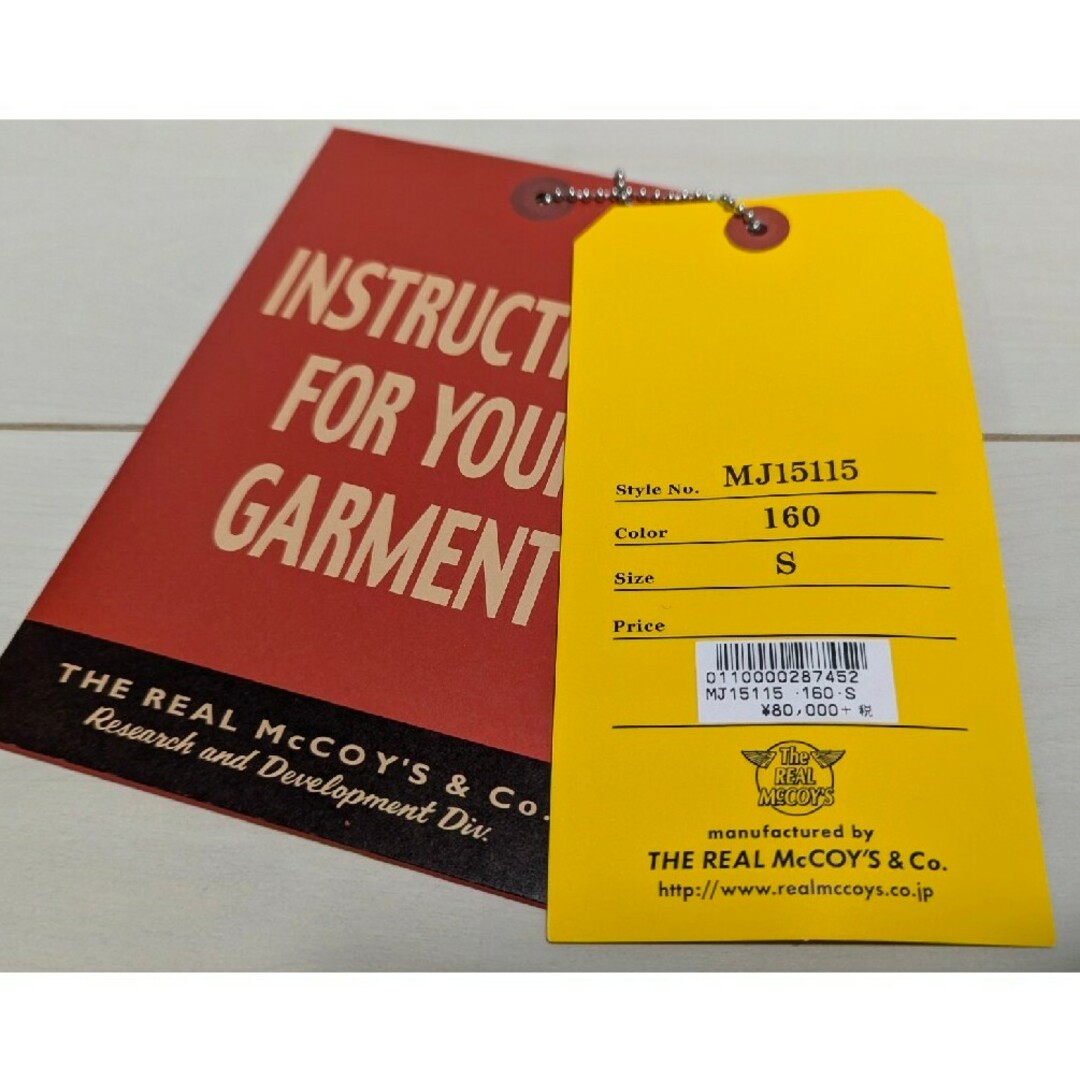 INSTRUCTI
FOR YOUR
GARMENT
THE REAL McCOY'S & Co.
Research and Development Div.
Style No. MJ15115
Color 160
Size S
Price
0110000287452
MJ15115 ·160·S
¥80,000+ 税
The
REAL
McCOY'S
manufactured by
THE REAL McCOY'S & Co.
http://www.realmccoys.co.jp